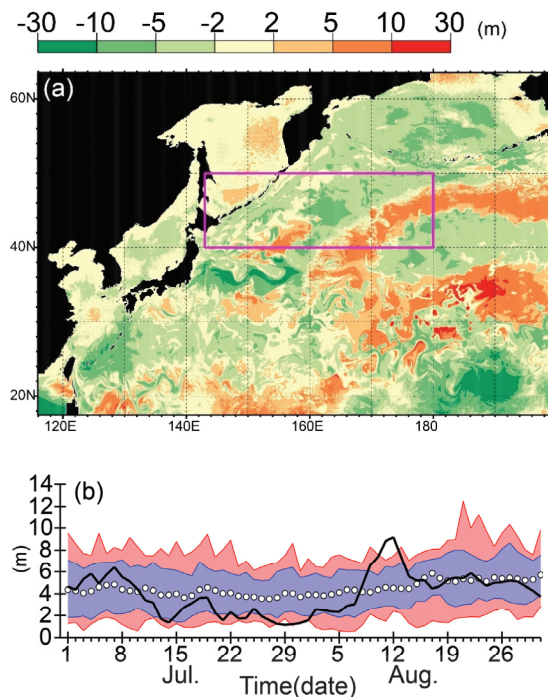 -30 -10 -5 -2 2 5 10 30 (m)
(a)
60N
40N
20N
120E 140E 160E 180
(b)
14
12
10
8
6
4
2
0
(m)
1 8 15 22 29 5 12 19 26
Jul. Aug.
Time(date)